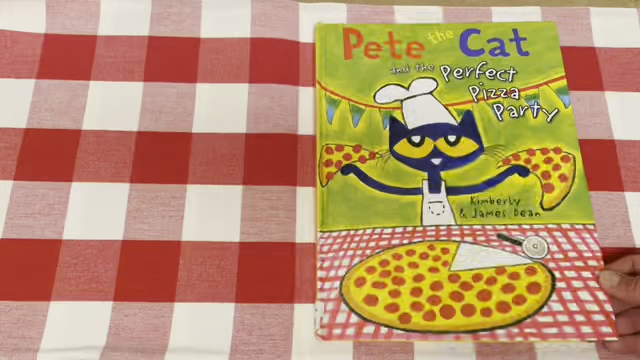 Pete the Cat
and the Perfect
Pizza
Party
Kimberly
& James Dean